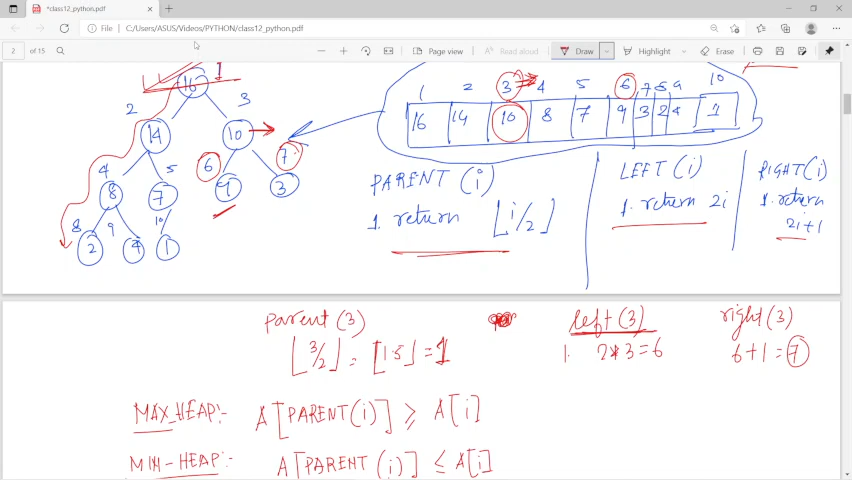 *class12_python.pdf
File
C:/Users/ASUS/Videos/PYTHON/class12_python.pdf
2 of 15
Page view
Read aloud
Draw
Highlight
Erase
16 1
2 3
14 10
4 5 6 7
8 7 9 3
8 9 10
2 4 1
1 2 3 4 5 6 7 8 9 10
16 14 10 8 7 9 3 2 4 1
PARENT (i)
1. return ⌊i/2⌋
LEFT (i)
1. return 2i
RIGHT (i)
1. return
2i+1
parent (3)
⌊3/2⌋ = ⌊1.5⌋ = 1
left (3)
1. 2*3=6
right (3)
6+1=7
MAX_HEAP:- A[PARENT(i)] ≥ A[i]
MIN-HEAP:- A[PARENT(i)] ≤ A[i]